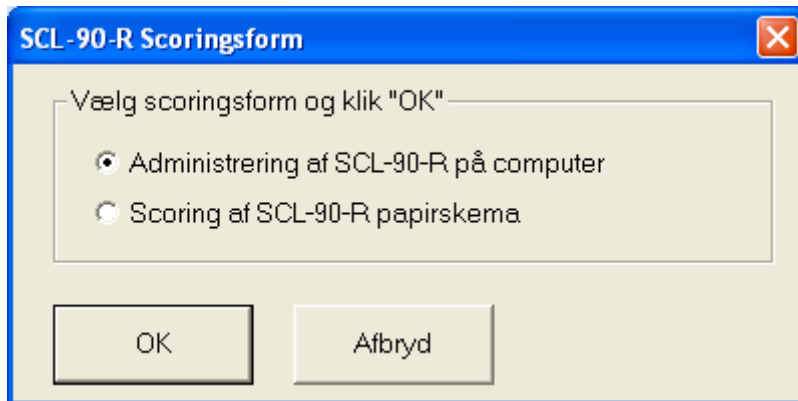 SCL-90-R Scoringsform
Vælg scoringsform og klik "OK"
Administrering af SCL-90-R på computer
Scoring af SCL-90-R papirskema
OK
Afbryd